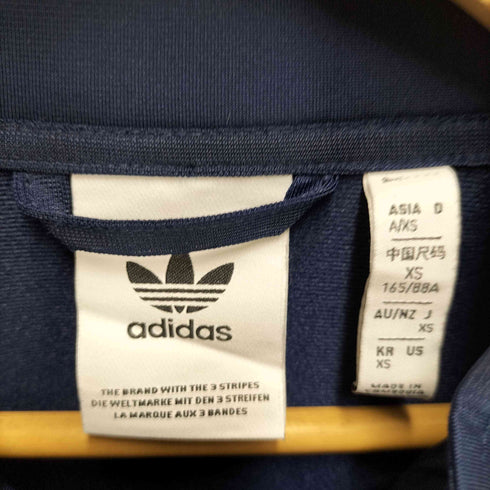 adidas
THE BRAND WITH THE 3 STRIPES
DIE WELTMARKE MIT DEN 3 STREIFEN
LA MARQUE AUX 3 BANDES
ASIA D
A/XS
中国尺码
XS
165/88A
AU/NZ J
XS
KR US
XS
MADE IN